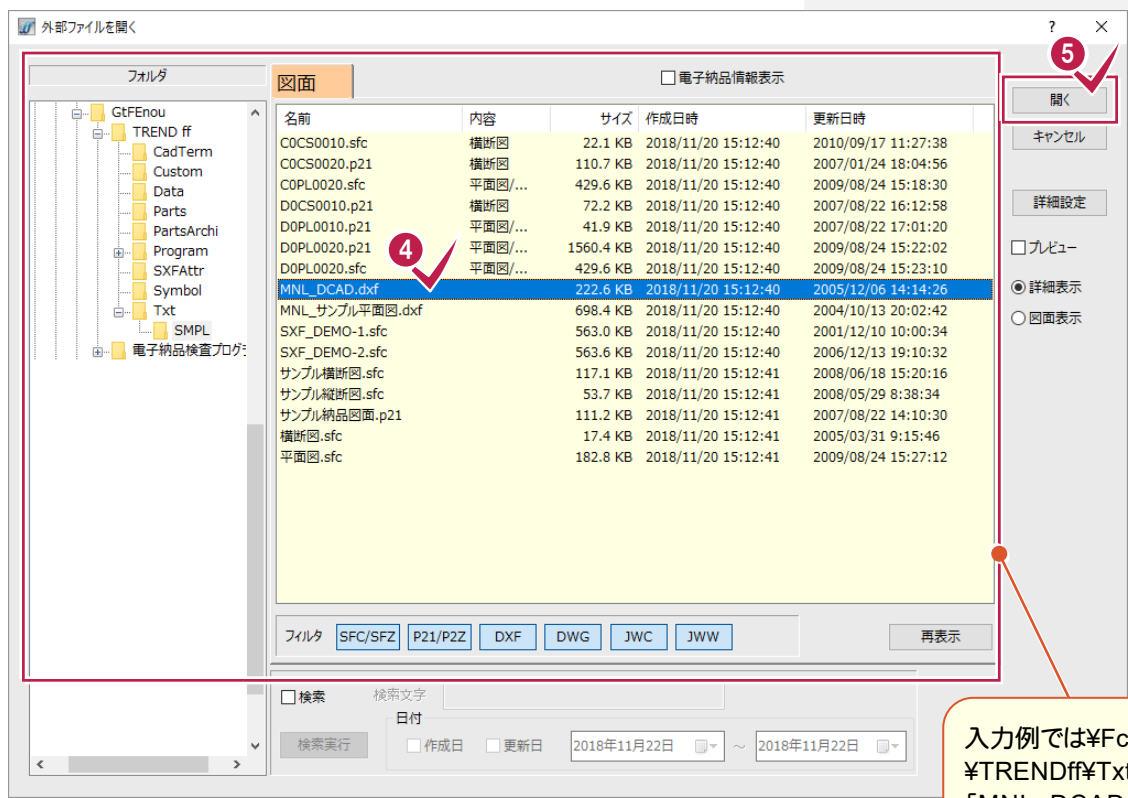 外部ファイルを開く
?
×
5
フォルダ
図面
電子納品情報表示
開く
キャンセル
詳細設定
プレビュー
詳細表示
図面表示
GtFEnou
TREND ff
CadTerm
Custom
Data
Parts
PartsArchi
Program
SXFAttr
Symbol
Txt
SMPL
電子納品検査プログラ
名前 内容 サイズ 作成日時 更新日時
C0CS0010.sfc 横断図 22.1 KB 2018/11/20 15:12:40 2010/09/17 11:27:38
C0CS0020.p21 横断図 110.7 KB 2018/11/20 15:12:40 2007/01/24 18:04:56
C0PL0020.sfc 平面図/... 429.6 KB 2018/11/20 15:12:40 2009/08/24 15:18:30
D0CS0010.p21 横断図 72.2 KB 2018/11/20 15:12:40 2007/08/22 16:12:58
D0PL0010.p21 平面図/... 41.9 KB 2018/11/20 15:12:40 2007/08/22 17:01:20
D0PL0020.p21 平面図/... 1560.4 KB 2018/11/20 15:12:40 2009/08/24 15:22:02
D0PL0020.sfc 平面図/... 429.6 KB 2018/11/20 15:12:40 2009/08/24 15:23:10
4
MNL_DCAD.dxf 222.6 KB 2018/11/20 15:12:40 2005/12/06 14:14:26
MNL_サンプル平面図.dxf 698.4 KB 2018/11/20 15:12:40 2004/10/13 20:02:42
SXF_DEMO-1.sfc 563.0 KB 2018/11/20 15:12:40 2001/12/10 10:00:34
SXF_DEMO-2.sfc 563.6 KB 2018/11/20 15:12:40 2006/12/13 19:10:32
サンプル横断図.sfc 117.1 KB 2018/11/20 15:12:41 2008/06/18 15:20:16
サンプル縦断図.sfc 53.7 KB 2018/11/20 15:12:41 2008/05/29 8:38:34
サンプル納品図面.p21 111.2 KB 2018/11/20 15:12:41 2007/08/22 14:10:30
横断図.sfc 17.4 KB 2018/11/20 15:12:41 2005/03/31 9:15:46
平面図.sfc 182.8 KB 2018/11/20 15:12:41 2009/08/24 15:27:12
フィルタ SFC/SFZ P21/P2Z DXF DWG JWC JWW 再表示
検索 検索文字
日付
検索実行 作成日 更新日 2018年11月22日 ～ 2018年11月22日
入力例では¥Fc
¥TRENDff¥Txt